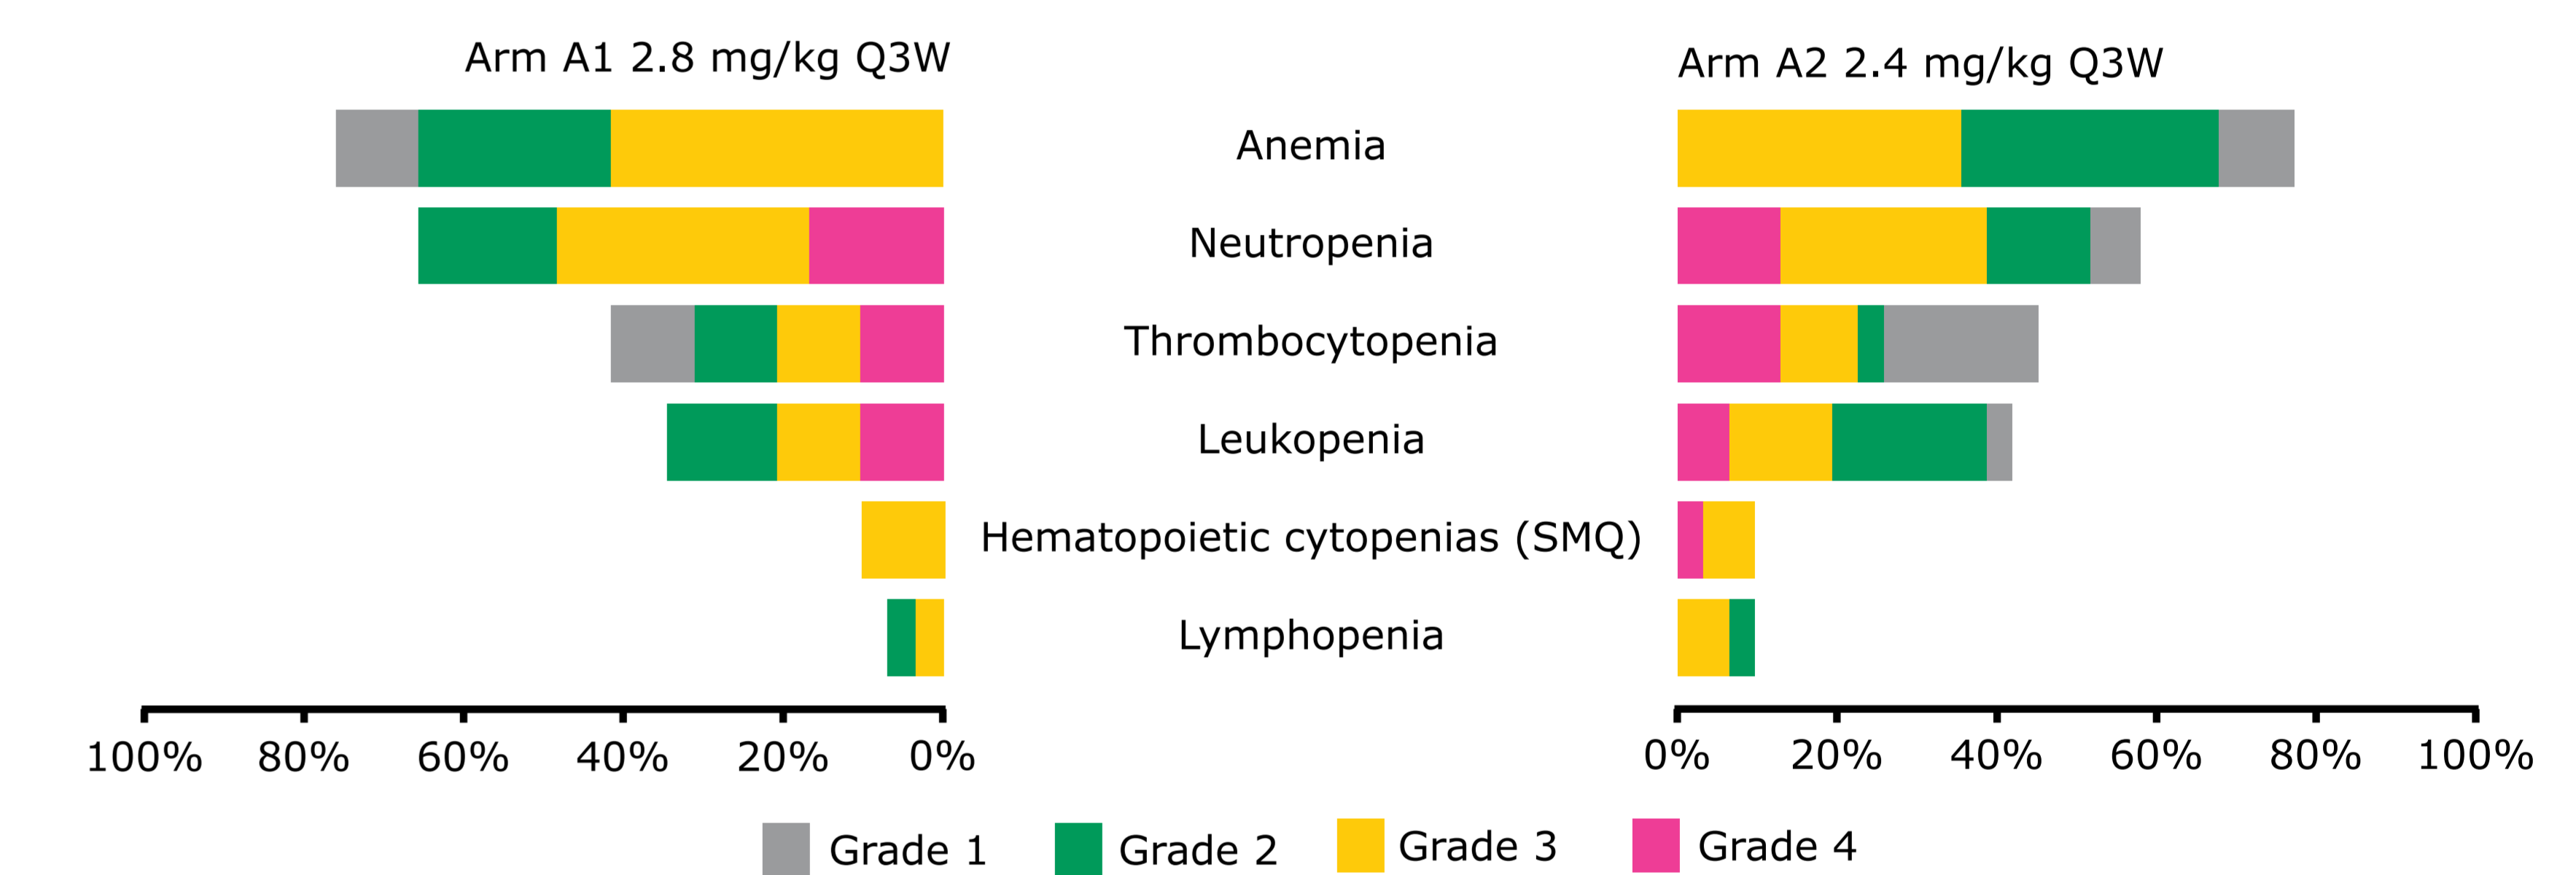 Arm A1 2.8 mg/kg Q3W
Arm A2 2.4 mg/kg Q3W
Anemia
Neutropenia
Thrombocytopenia
Leukopenia
Hematopoietic cytopenias (SMQ)
Lymphopenia
100% 80% 60% 40% 20% 0%
0% 20% 40% 60% 80% 100%
Grade 1 Grade 2 Grade 3 Grade 4